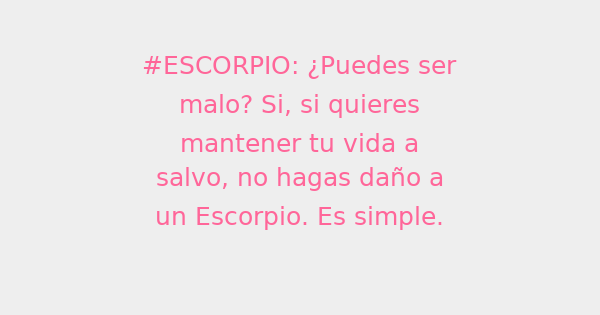 #ESCORPIO: ¿Puedes ser
malo? Si, si quieres
mantener tu vida a
salvo, no hagas daño a
un Escorpio. Es simple.